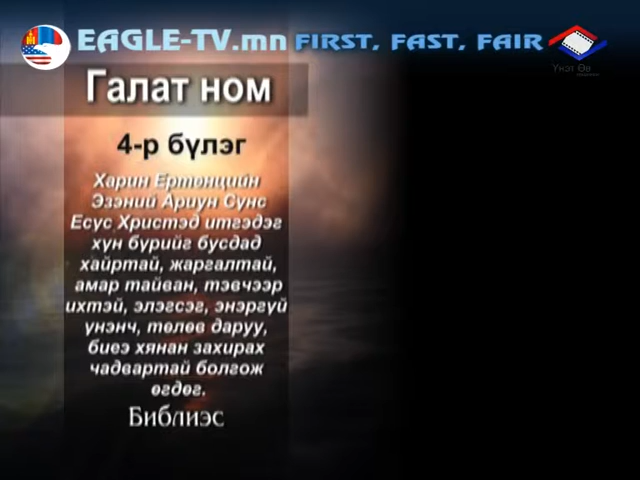 EAGLE-TV.mn FIRST, FAST, FAIR
Үнэт Өв
Галат ном
4-р бүлэг
Харин Ертөнцийн
Эзэний Ариун Сүнс
Есүс Христэд итгэдэг
хүн бүрийг бусдад
хайртай, жаргалтай,
амар тайван, тэвчээр
ихтэй, элэгсэг, энэргүй
үнэнч, төлөв даруу,
биеэ хянан захирах
чадвартай болгож
өгдөг.
Библиэс